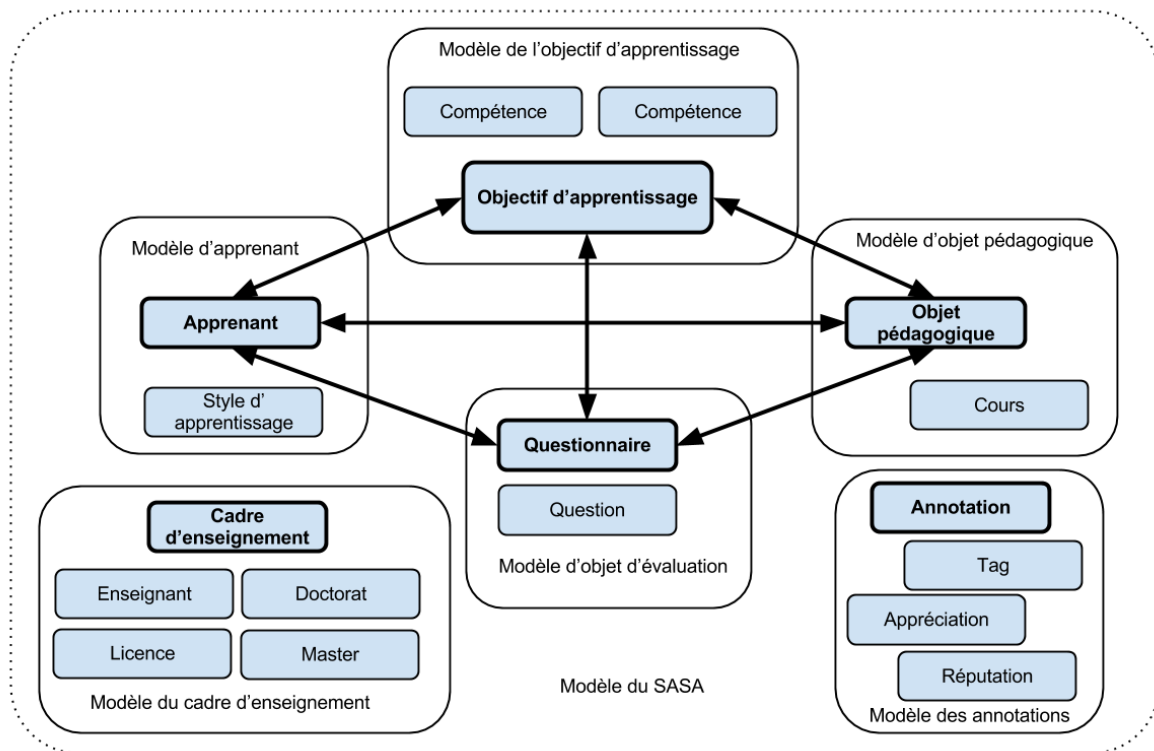 Modèle de l’objectif d’apprentissage
Compétence
Compétence
Objectif d’apprentissage
Modèle d’apprenant
Apprenant
Style d’
apprentissage
Modèle d’objet pédagogique
Objet
pédagogique
Cours
Questionnaire
Question
Modèle d’objet d’évaluation
Cadre
d’enseignement
Enseignant
Doctorat
Licence
Master
Modèle du cadre d’enseignement
Modèle du SASA
Annotation
Tag
Appréciation
Réputation
Modèle des annotations